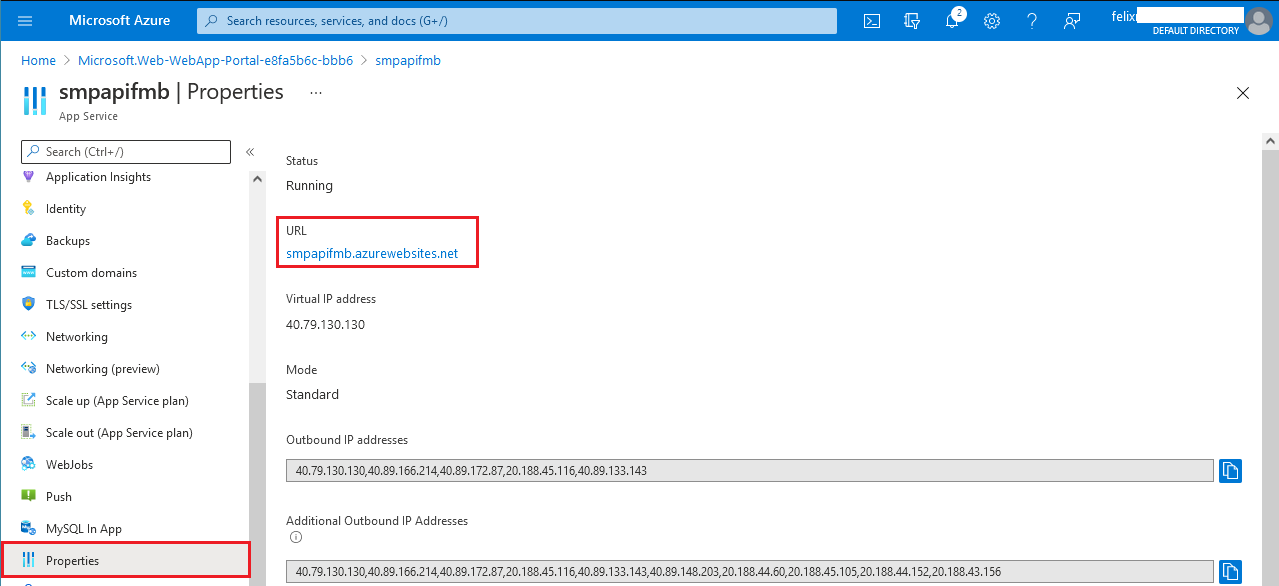 Microsoft Azure
Search resources, services, and docs (G+/)
2
felix
DEFAULT DIRECTORY
Home > Microsoft.Web-WebApp-Portal-e8fa5b6c-bbb6 > smpapifmb
smpapifmb | Properties ...
App Service
Search (Ctrl+/)
«
Application Insights
Identity
Backups
Custom domains
TLS/SSL settings
Networking
Networking (preview)
Scale up (App Service plan)
Scale out (App Service plan)
WebJobs
Push
MySQL In App
Properties
Status
Running
URL
smpapifmb.azurewebsites.net
Virtual IP address
40.79.130.130
Mode
Standard
Outbound IP addresses
40.79.130.130,40.89.166.214,40.89.172.87,20.188.45.116,40.89.133.143
Additional Outbound IP Addresses
40.79.130.130,40.89.166.214,40.89.172.87,20.188.45.116,40.89.133.143,40.89.148.203,20.188.44.60,20.188.45.105,20.188.44.152,20.188.43.156